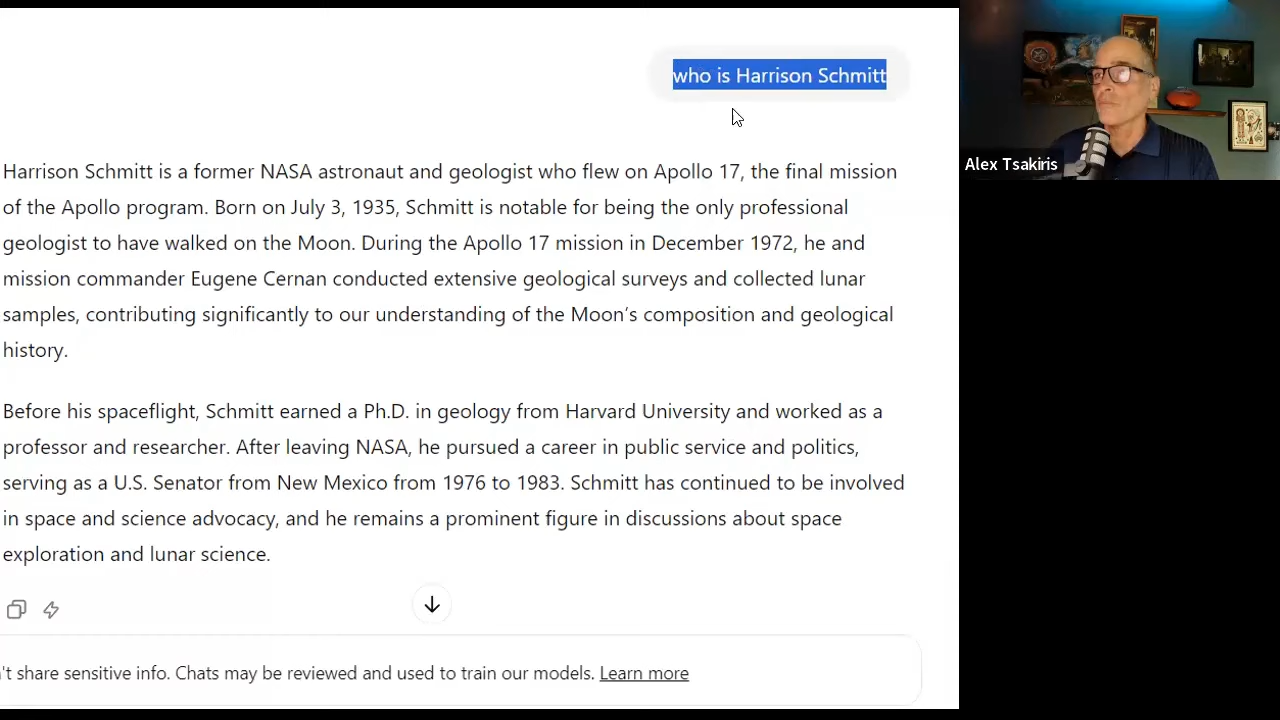 who is Harrison Schmitt
Harrison Schmitt is a former NASA astronaut and geologist who flew on Apollo 17, the final mission
of the Apollo program. Born on July 3, 1935, Schmitt is notable for being the only professional
geologist to have walked on the Moon. During the Apollo 17 mission in December 1972, he and
mission commander Eugene Cernan conducted extensive geological surveys and collected lunar
samples, contributing significantly to our understanding of the Moon's composition and geological
history.
Before his spaceflight, Schmitt earned a Ph.D. in geology from Harvard University and worked as a
professor and researcher. After leaving NASA, he pursued a career in public service and politics,
serving as a U.S. Senator from New Mexico from 1976 to 1983. Schmitt has continued to be involved
in space and science advocacy, and he remains a prominent figure in discussions about space
exploration and lunar science.
't share sensitive info. Chats may be reviewed and used to train our models. Learn more
Alex Tsakiris